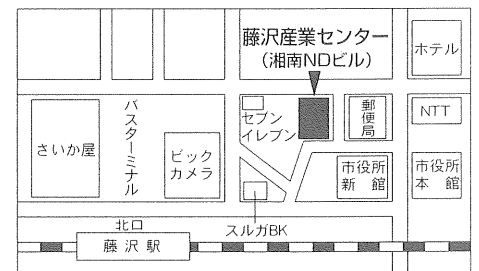 藤沢産業センター
（湘南NDビル）
ホテル
セブン
イレブン
郵便局
NTT
さいか屋
バスターミナル
ビック
カメラ
市役所
新館
市役所
本館
スルガBK
北口
藤沢駅